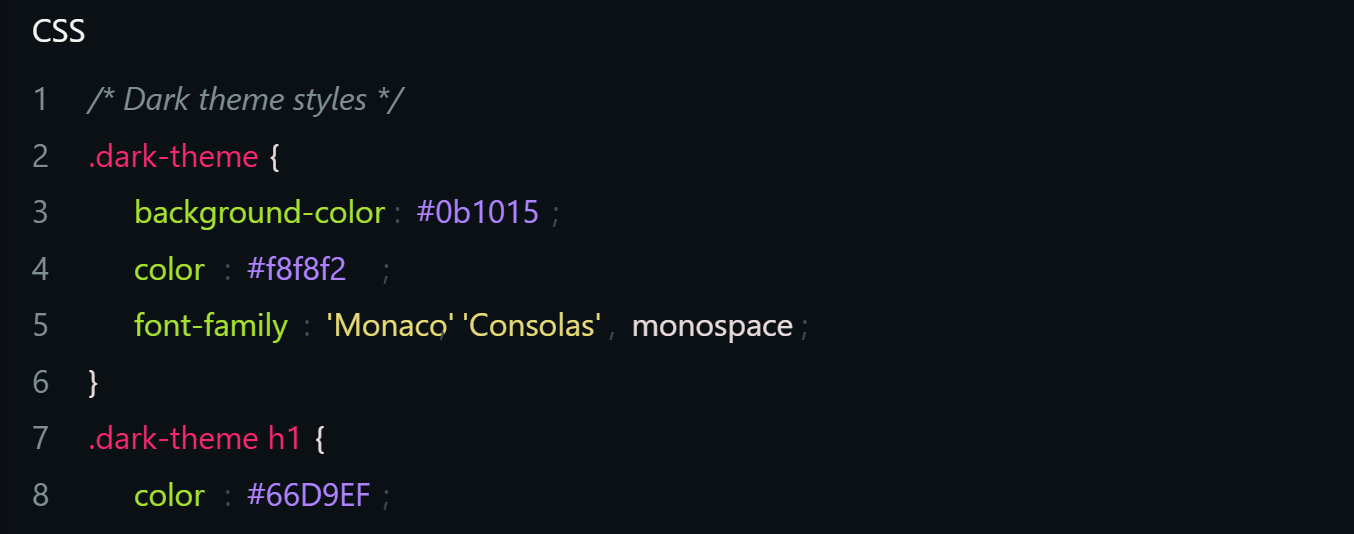 CSS
1 /* Dark theme styles */
2 .dark-theme {
3 background-color : #0b1015 ;
4 color : #f8f8f2 ;
5 font-family : 'Monaco', 'Consolas' , monospace ;
6 }
7 .dark-theme h1 {
8 color : #66D9EF ;